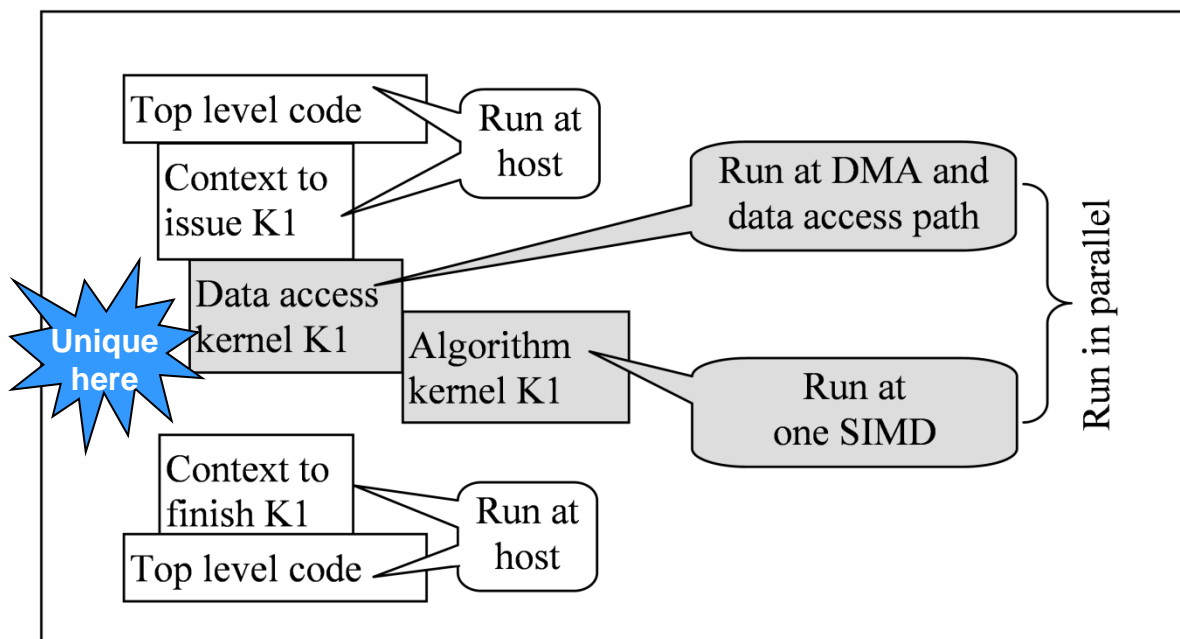 Top level code
Run at
host
Context to
issue K1
Run at DMA and
data access path
Data access
kernel K1
Unique
here
Algorithm
kernel K1
Run at
one SIMD
Run in parallel
Context to
finish K1
Run at
host
Top level code